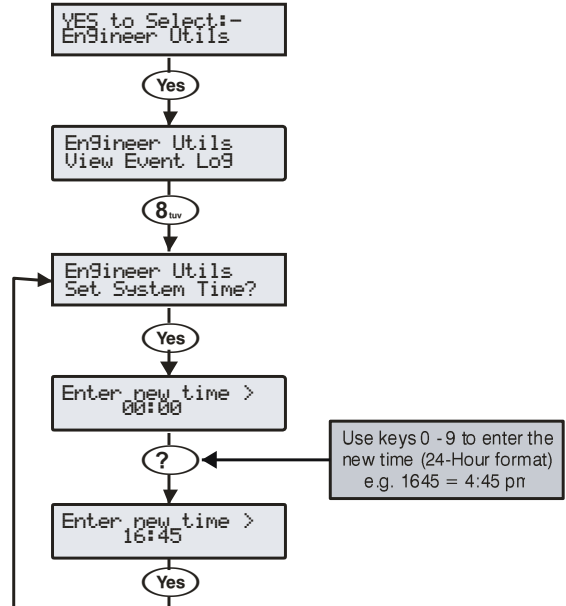 YES to Select:-
Engineer Utils
Yes
Engineer Utils
View Event Log
8tuv
Engineer Utils
Set System Time?
Yes
Enter new time >
00:00
?
Use keys 0 - 9 to enter the
new time (24-Hour format)
e.g. 1645 = 4:45 pm
Enter new time >
16:45
Yes